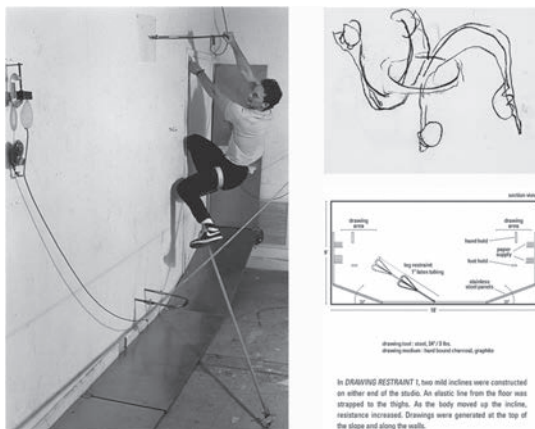 section view
drawing area
drawing area
hand hold
paper supply
foot hold
leg restraint
1" latex tubing
stainless steel panels
drawing tool : steel, 24" / 2 lbs.
drawing medium : hard bound charcoal, graphite
In DRAWING RESTRAINT 1, two mild inclines were constructed
on either end of the studio. An elastic line from the floor was
strapped to the thighs. As the body moved up the incline,
resistance increased. Drawings were generated at the top of
the slope and along the walls.